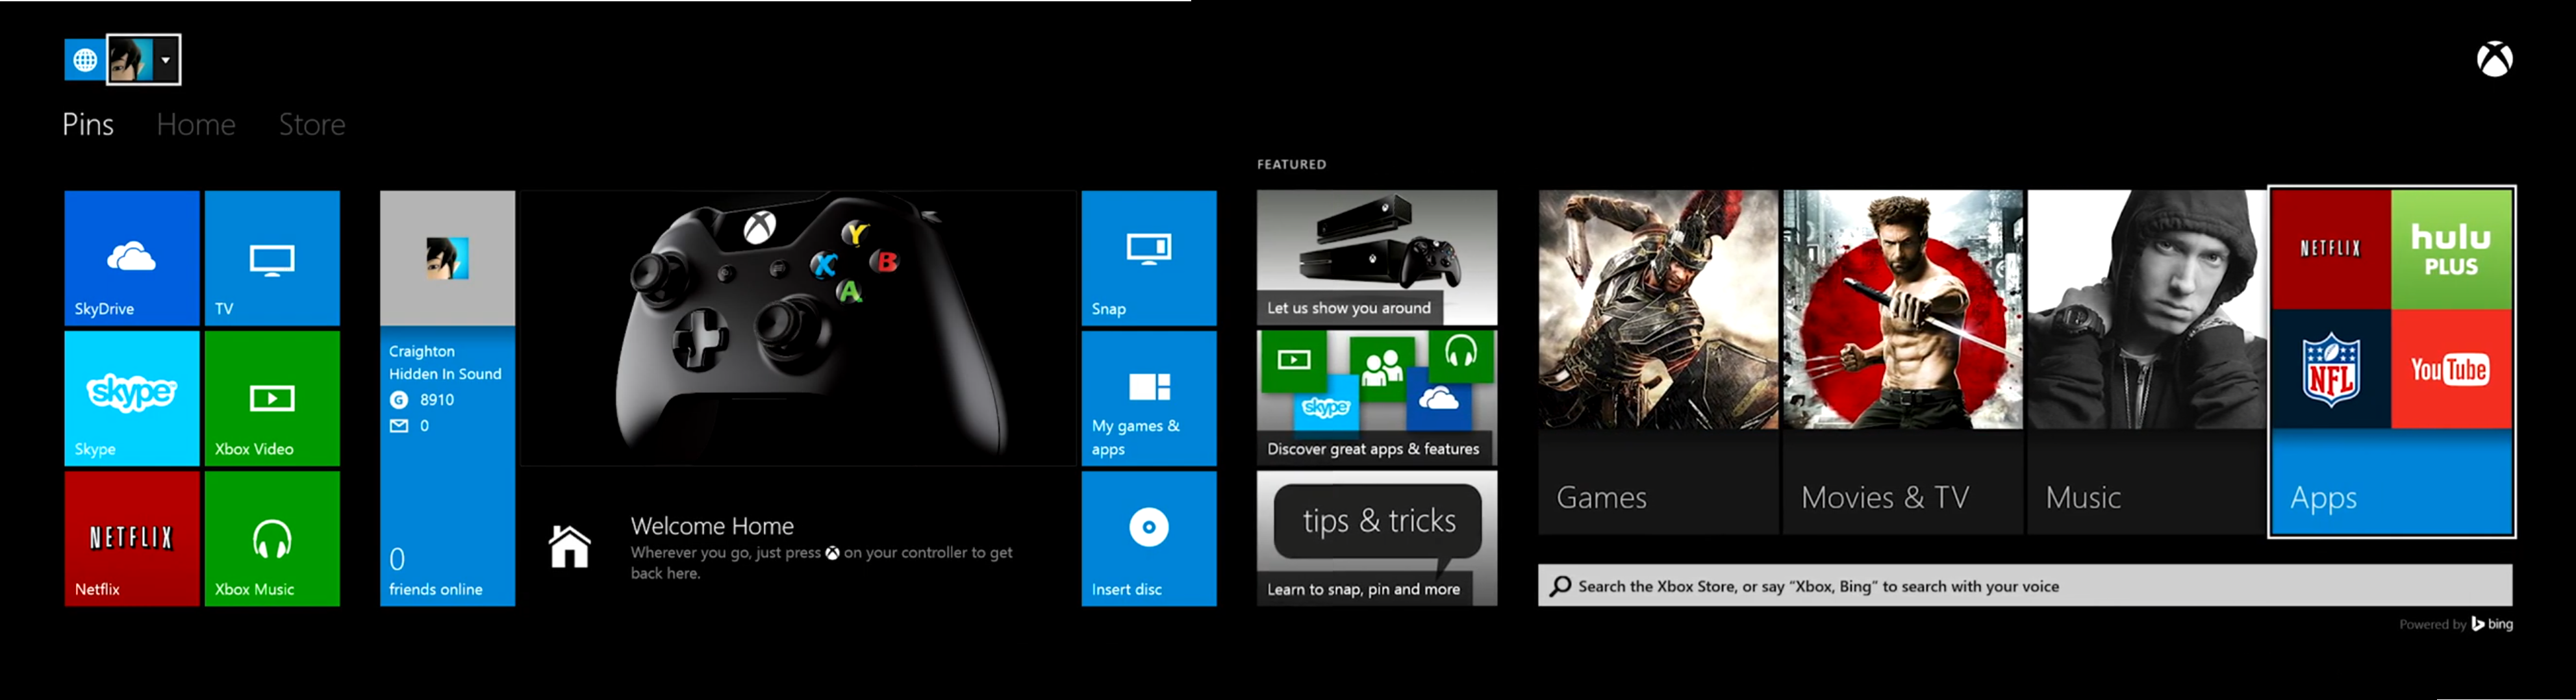 Pins Home Store
SkyDrive
TV
skype
Skype
Xbox Video
NETFLIX
Netflix
Xbox Music
Craighton
Hidden In Sound
G 8910
0
0
friends online
Y
X
B
A
Welcome Home
Wherever you go, just press on your controller to get
back here.
Snap
My games &
apps
Insert disc
FEATURED
Let us show you around
skype
Discover great apps & features
tips & tricks
Learn to snap, pin and more
Games
Movies & TV
Music
NETFLIX
hulu
PLUS
NFL
YouTube
Apps
Search the Xbox Store, or say "Xbox, Bing" to search with your voice
Powered by bing